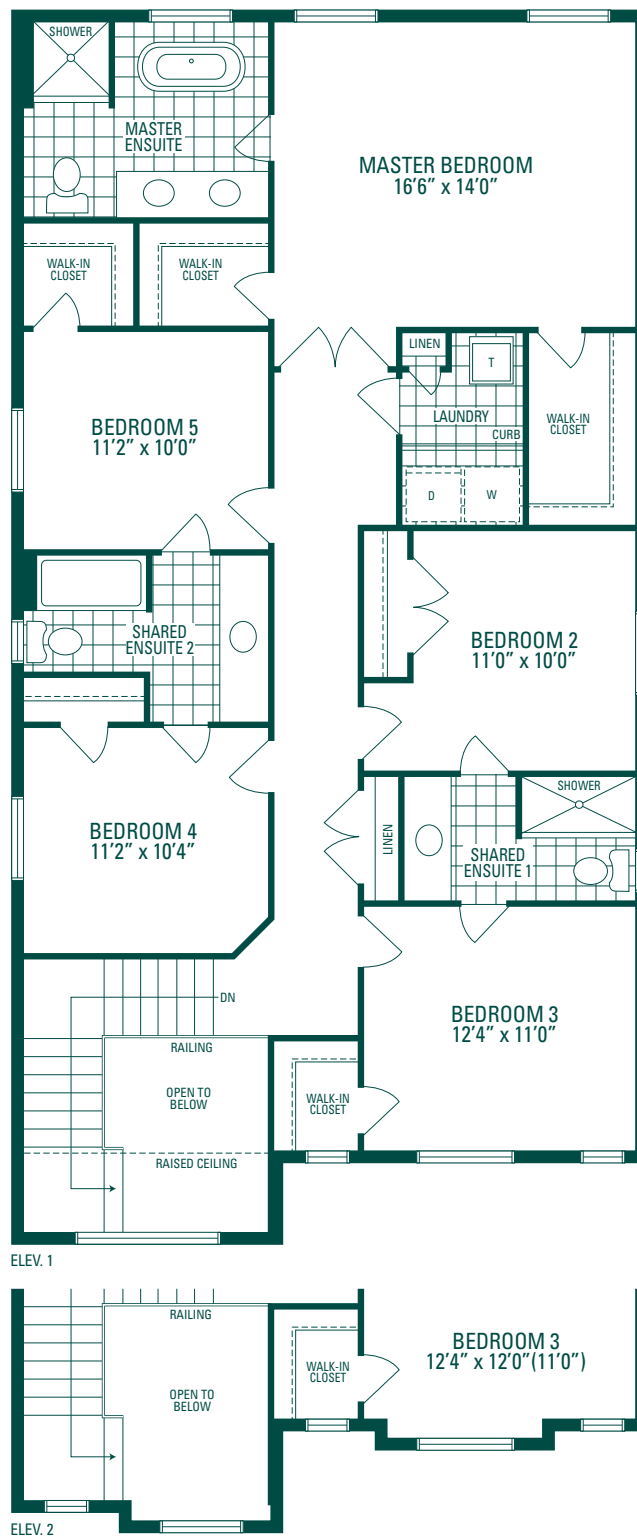 SHOWER
MASTER
ENSUITE
MASTER BEDROOM
16'6" x 14'0"
WALK-IN
CLOSET
WALK-IN
CLOSET
LINEN
T
LAUNDRY
CURB
WALK-IN
CLOSET
D
W
BEDROOM 5
11'2" x 10'0"
SHARED
ENSUITE 2
BEDROOM 2
11'0" x 10'0"
BEDROOM 4
11'2" x 10'4"
LINEN
SHOWER
SHARED
ENSUITE 1
DN
RAILING
OPEN TO
BELOW
RAISED CEILING
BEDROOM 3
12'4" x 11'0"
WALK-IN
CLOSET
ELEV. 1
RAILING
OPEN TO
BELOW
WALK-IN
CLOSET
BEDROOM 3
12'4" x 12'0"(11'0")
ELEV. 2